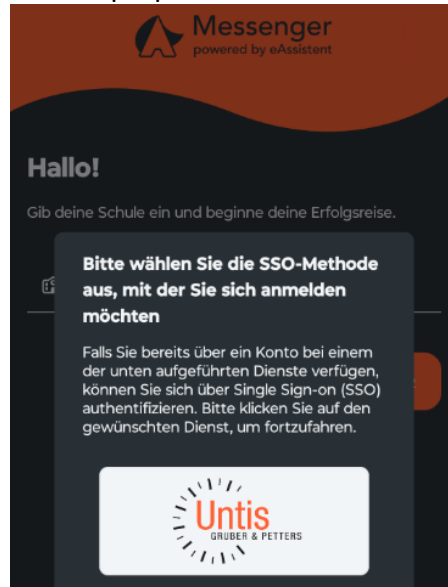 Messenger
powered by eAssistent
Hallo!
Gib deine Schule ein und beginne deine Erfolgsreise.
Bitte wählen Sie die SSO-Methode
aus, mit der Sie sich anmelden
möchten
Falls Sie bereits über ein Konto bei einem
der unten aufgeführten Dienste verfügen,
können Sie sich über Single Sign-on (SSO)
authentifizieren. Bitte klicken Sie auf den
gewünschten Dienst, um fortzufahren.
Untis
GRUBER & PETTERS